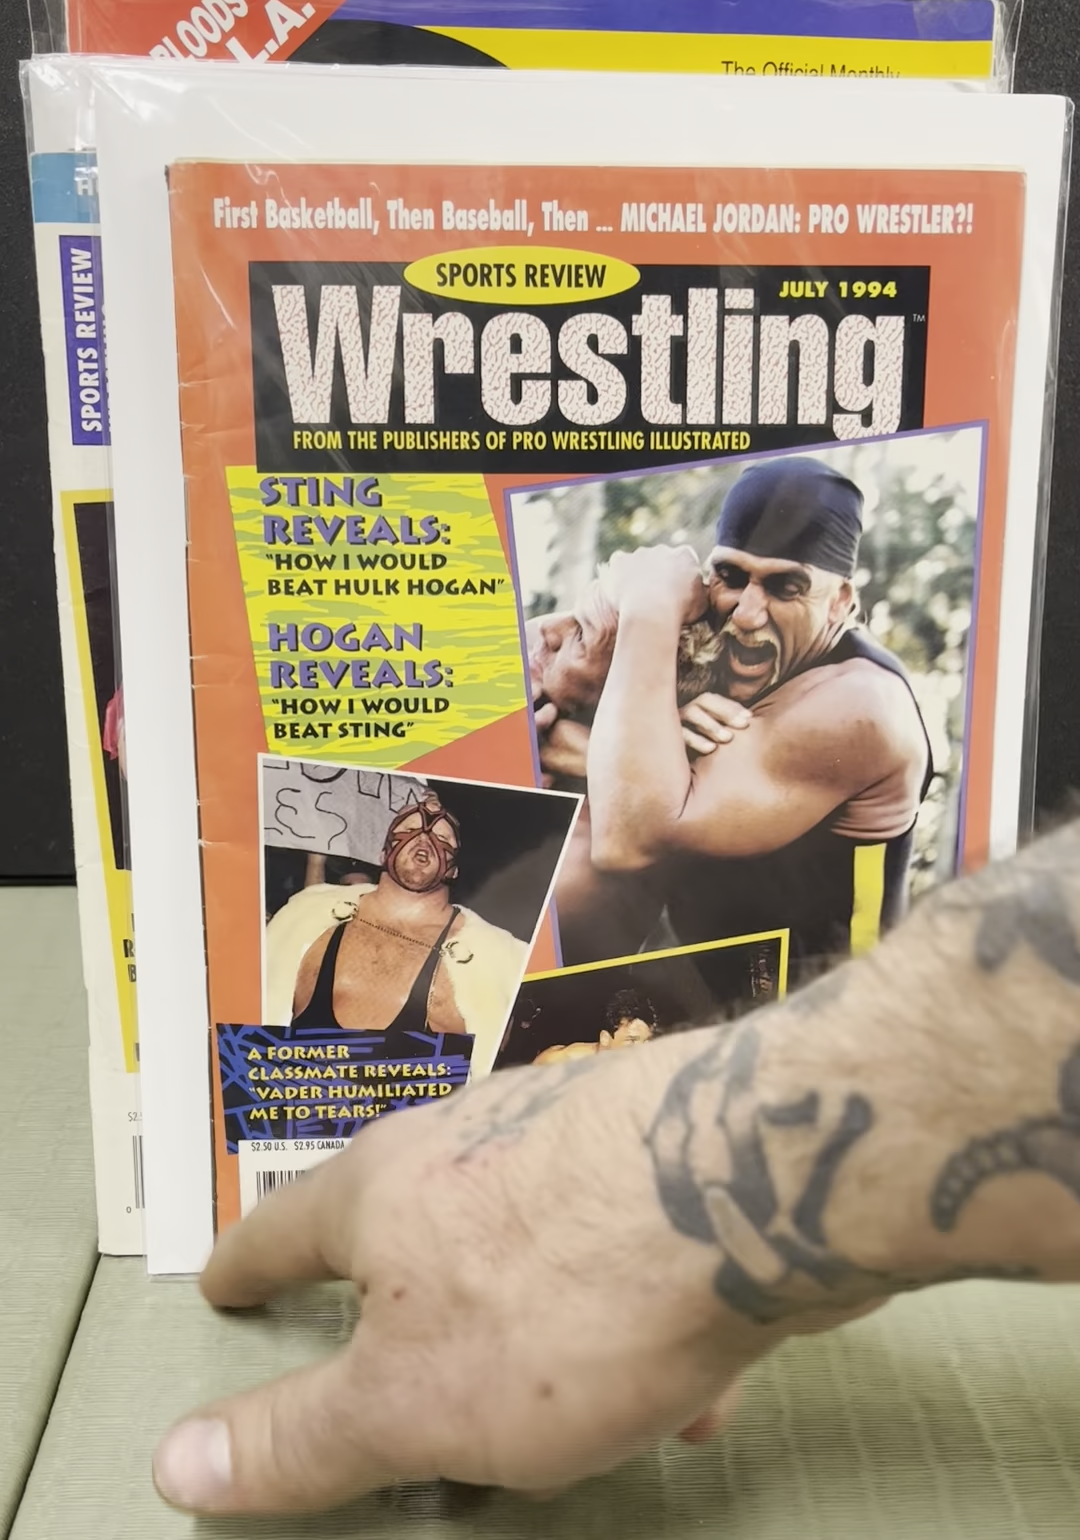 BLOODS
L.A.
The Official Monthly
SPORTS REVIEW
First Basketball, Then Baseball, Then ... MICHAEL JORDAN: PRO WRESTLER?!
SPORTS REVIEW
JULY 1994
Wrestling™
FROM THE PUBLISHERS OF PRO WRESTLING ILLUSTRATED
STING
REVEALS:
"HOW I WOULD
BEAT HULK HOGAN"
HOGAN
REVEALS:
"HOW I WOULD
BEAT STING"
A FORMER
CLASSMATE REVEALS:
"VADER HUMILIATED
ME TO TEARS!"
$2.50 U.S. $2.95 CANADA